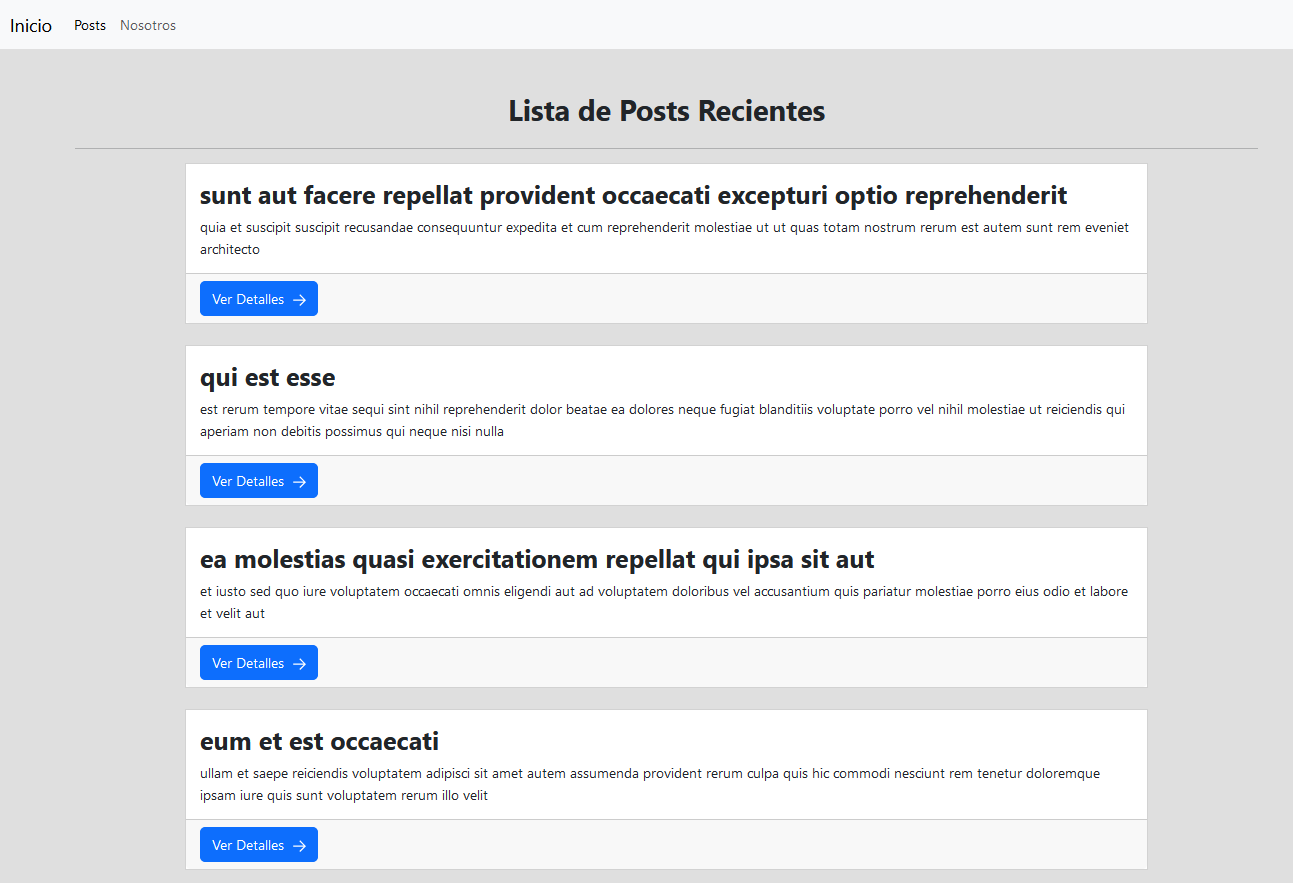 Inicio Posts Nosotros
Lista de Posts Recientes
sunt aut facere repellat provident occaecati excepturi optio reprehenderit
quia et suscipit suscipit recusandae consequuntur expedita et cum reprehenderit molestiae ut ut quas totam nostrum rerum est autem sunt rem eveniet
architecto
Ver Detalles →
qui est esse
est rerum tempore vitae sequi sint nihil reprehenderit dolor beatae ea dolores neque fugiat blanditiis voluptate porro vel nihil molestiae ut reiciendis qui
aperiam non debitis possimus qui neque nisi nulla
Ver Detalles →
ea molestias quasi exercitationem repellat qui ipsa sit aut
et iusto sed quo iure voluptatem occaecati omnis eligendi aut ad voluptatem doloribus vel accusantium quis pariatur molestiae porro eius odio et labore
et velit aut
Ver Detalles →
eum et est occaecati
ullam et saepe reiciendis voluptatem adipisci sit amet autem assumenda provident rerum culpa quis hic commodi nesciunt rem tenetur doloremque
ipsam iure quis sunt voluptatem rerum illo velit
Ver Detalles →